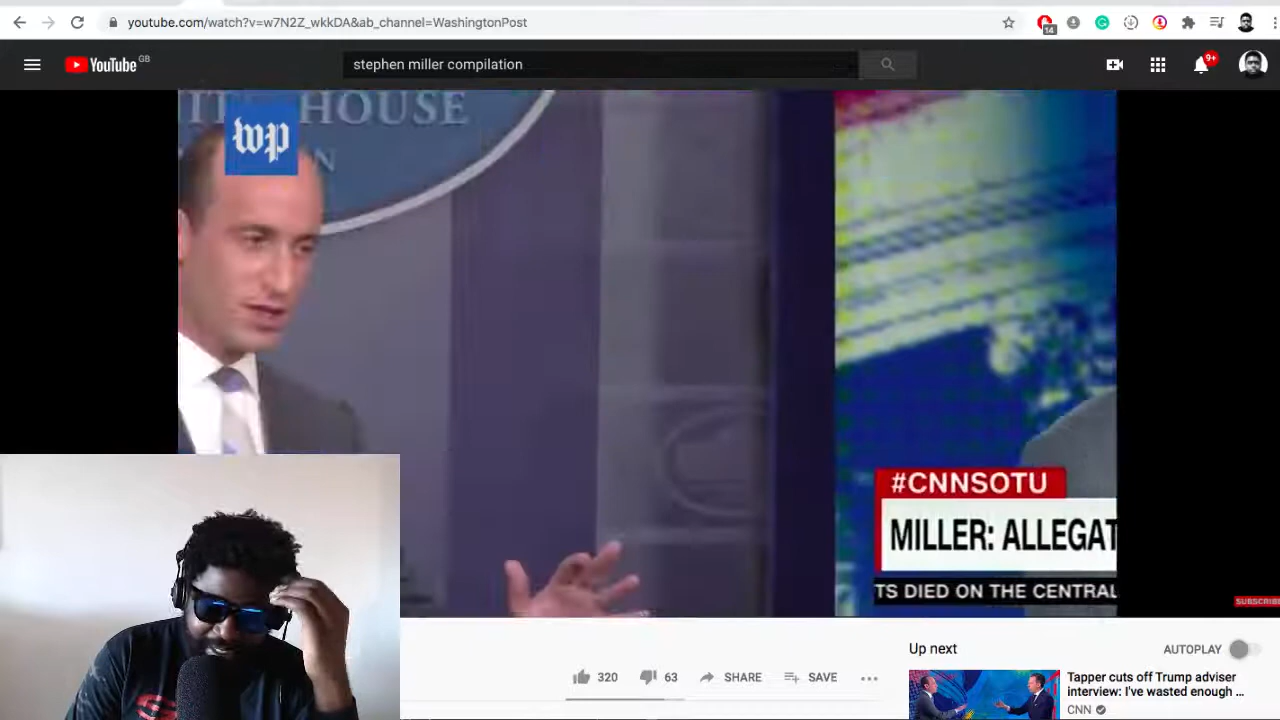 youtube.com/watch?v=w7N2Z_wkkDA&ab_channel=WashingtonPost
14
YouTube GB
stephen miller compilation
9+
HOUSE
wp
N
#CNNSOTU
MILLER: ALLEGAT
TS DIED ON THE CENTRAL
SUBSCRIBE
Up next
AUTOPLAY
320
63
SHARE
SAVE
Tapper cuts off Trump adviser
interview: I've wasted enough ...
CNN